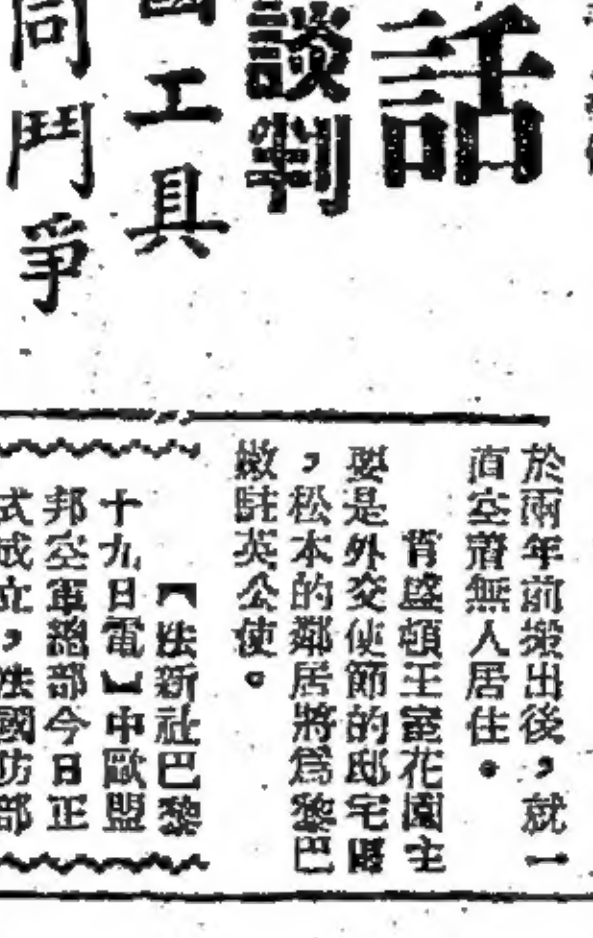 話
談判
國工具
同鬥爭
於兩年前搬出後，就一
直空着無人居住。
肯盛頓王室花園主
要是外交使節的邸宅區
，松本的鄰居將爲黎巴
嫩駐英公使。
【法新社巴黎
十九日電】中歐盟
邦空軍總部今日正
式成立，法國防部